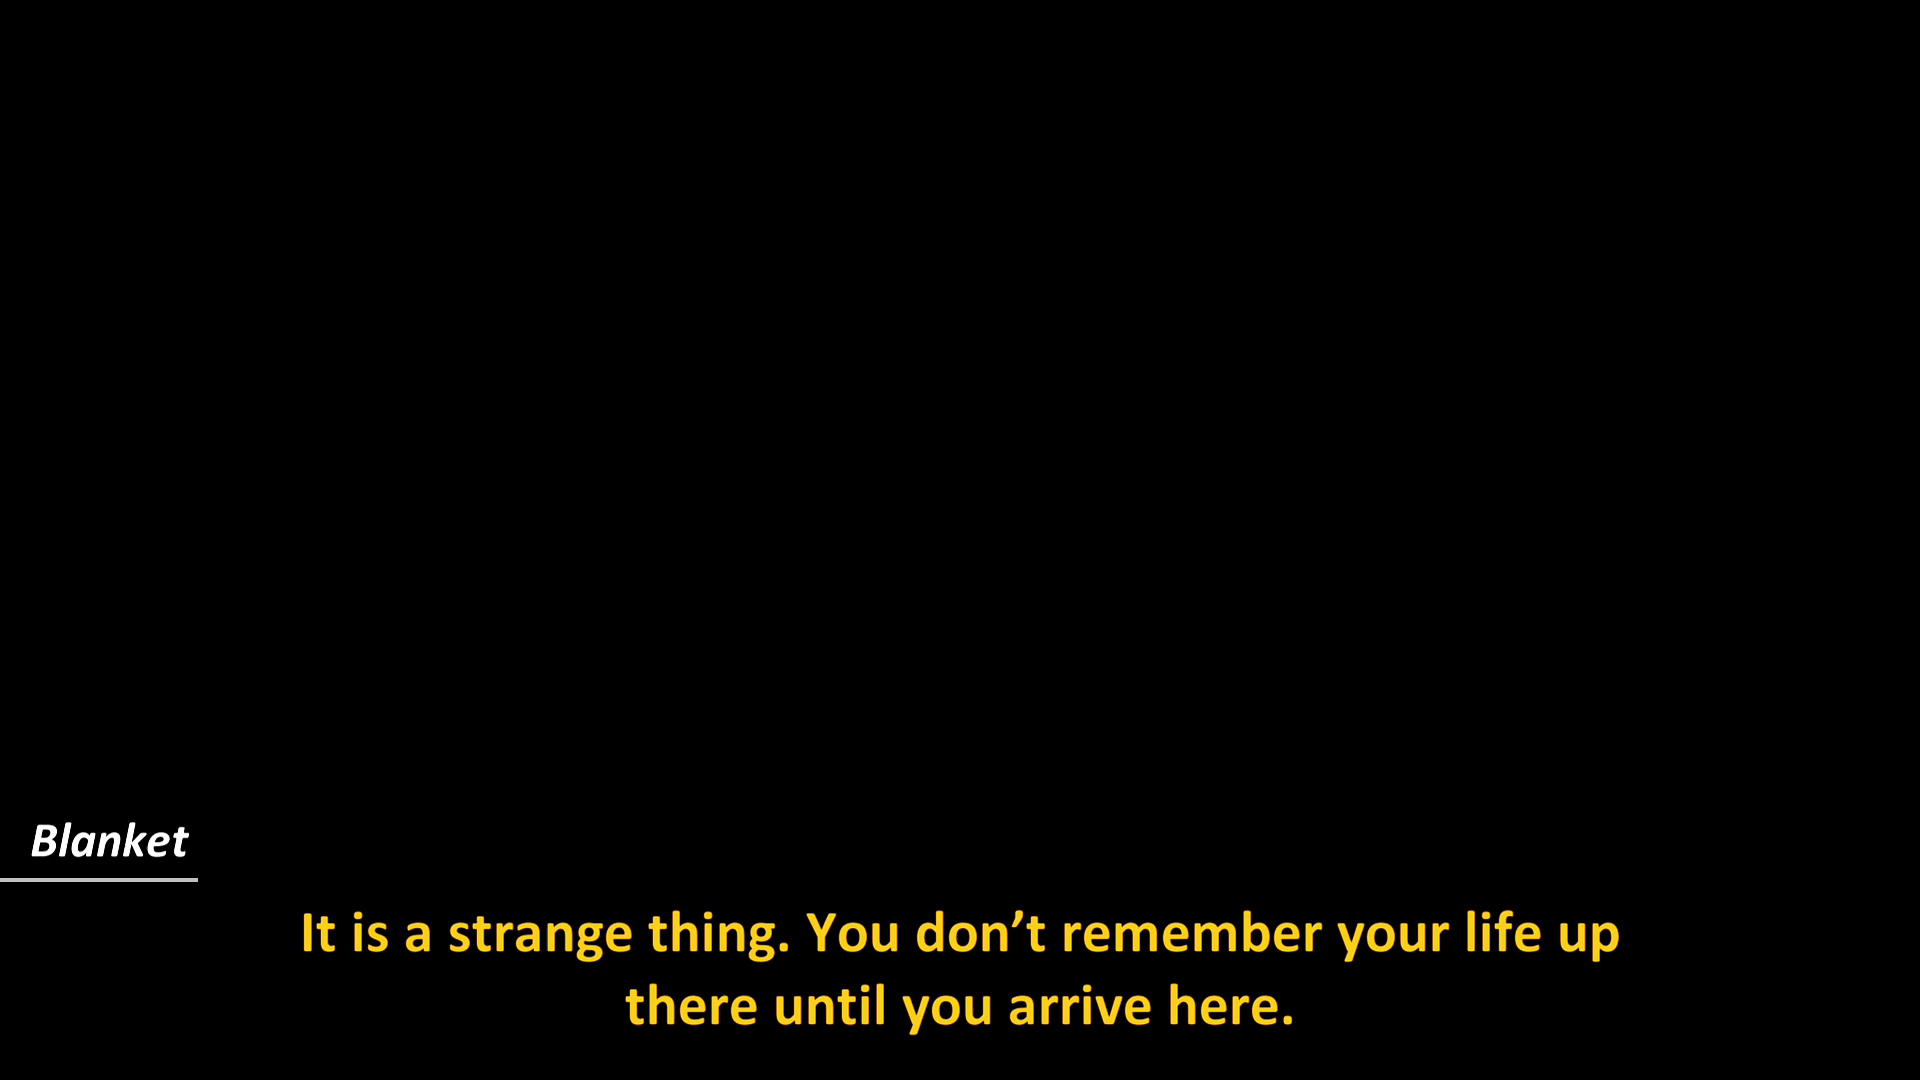 Blanket
It is a strange thing. You don’t remember your life up
there until you arrive here.